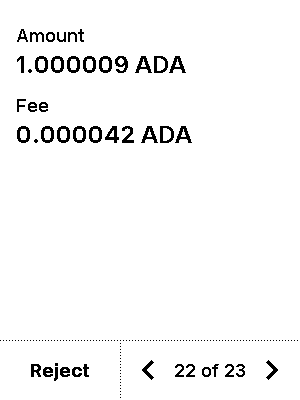 Amount
1.000009 ADA
Fee
0.000042 ADA
Reject
22 of 23